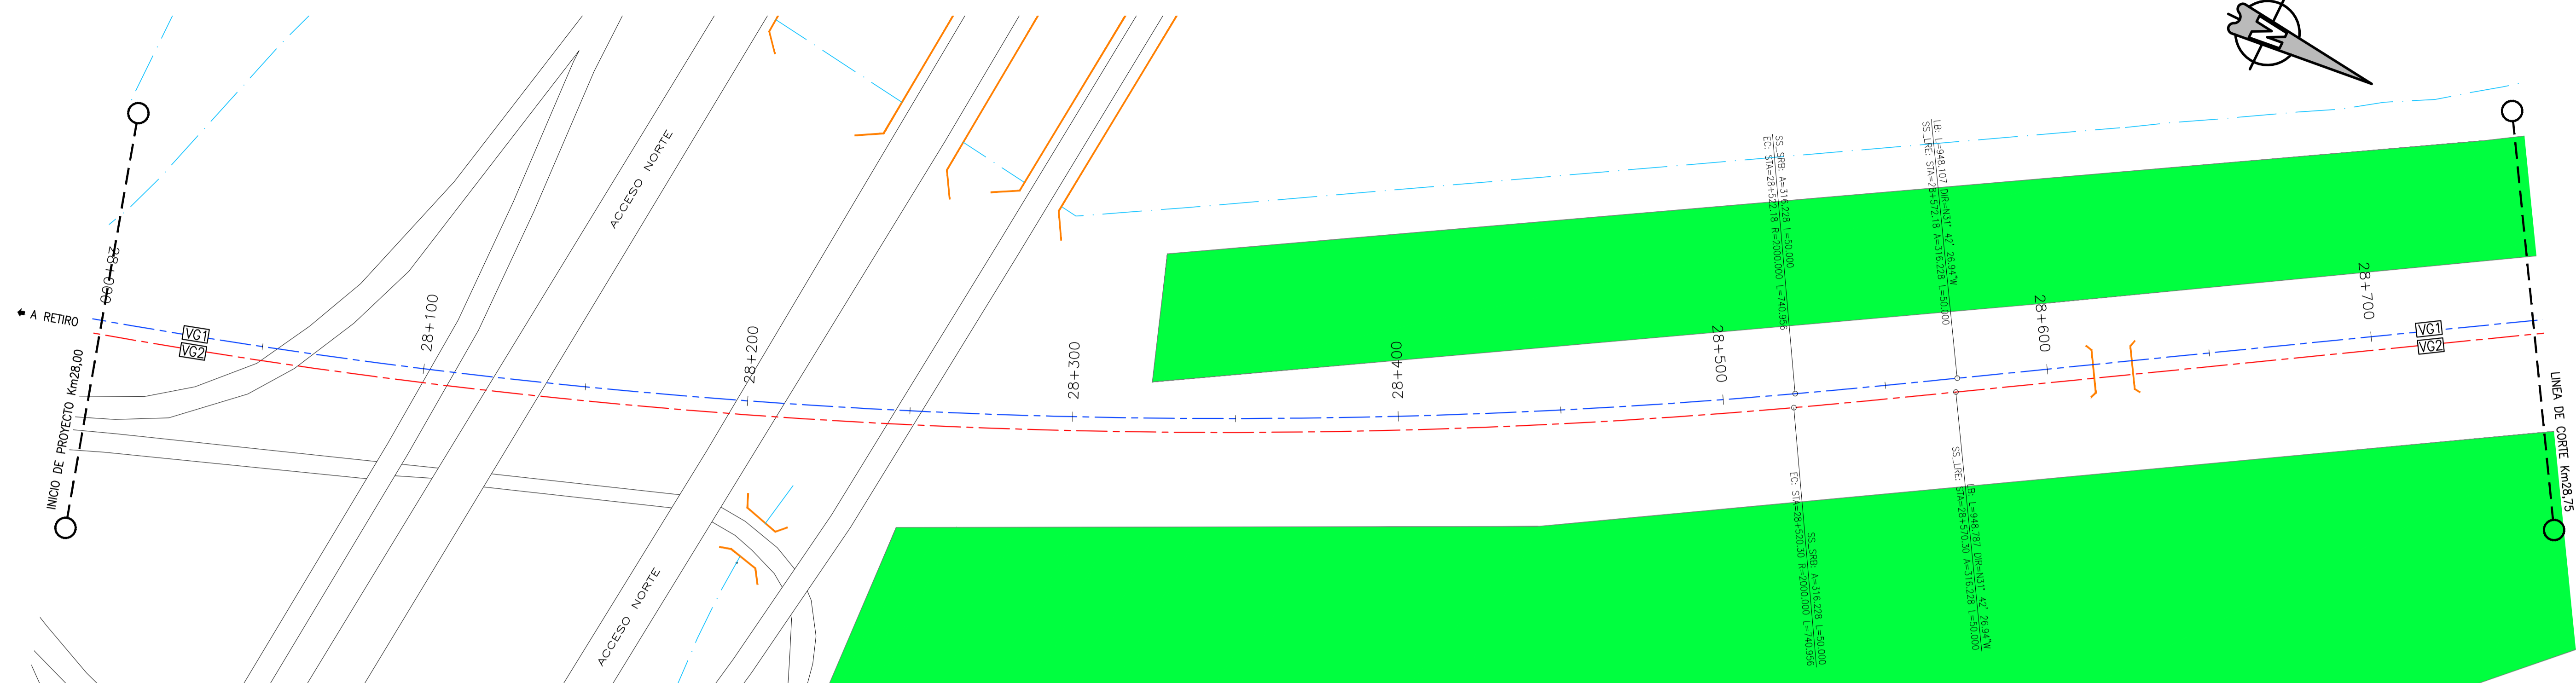 N
ACCESO NORTE
28+000
A RETIRO
VG1
VG2
INICIO DE PROYECTO Km28,00
28+100
28+200
28+300
28+400
28+500
28+600
28+700
SS_SRB: A=316.228 L=50.000
EC: STA=28+522.18 R=2000.000 L=740.956
LB: L=948.107 DIR=N31° 42' 26.94"W
SS_LRE: STA=28+572.18 A=316.228 L=50.000
VG1
VG2
LINEA DE CORTE Km28,75
SS_SRB: A=316.228 L=50.000
EC: STA=28+520.30 R=2000.000 L=740.956
LB: L=948.787 DIR=N31° 42' 26.94"W
SS_LRE: STA=28+570.30 A=316.228 L=50.000
ACCESO NORTE